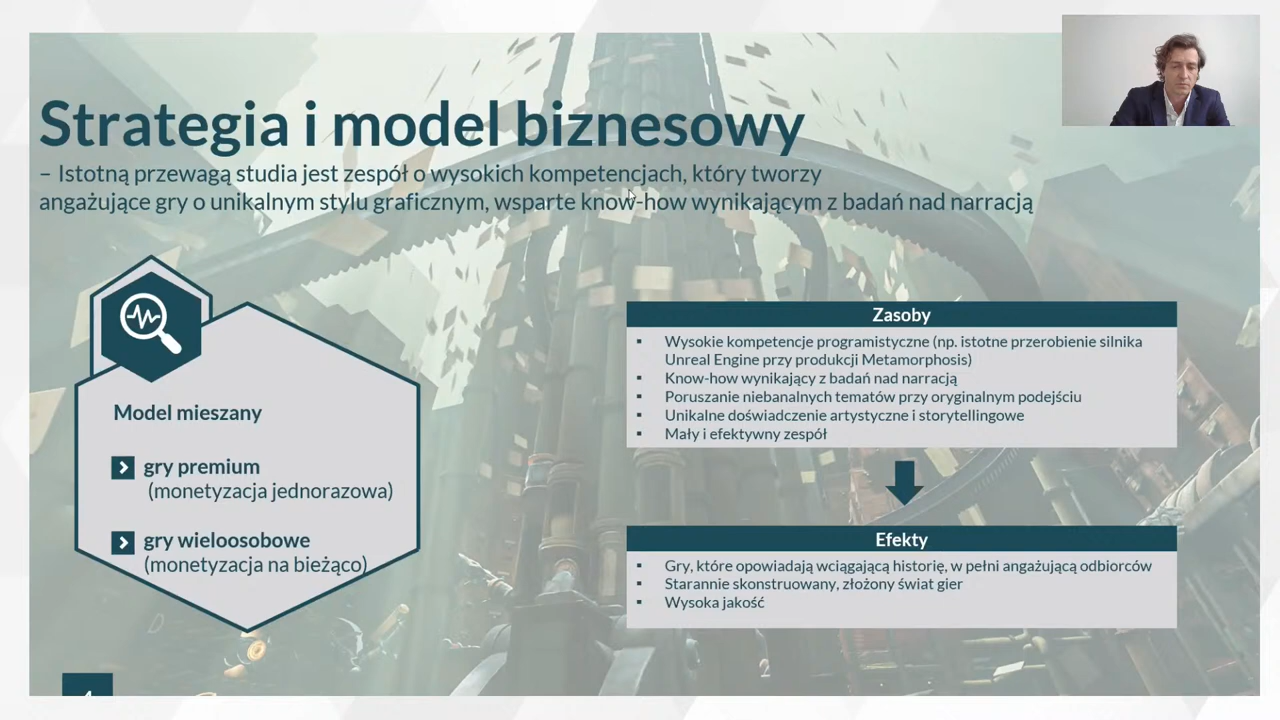 Strategia i model biznesowy
– Istotną przewagą studia jest zespół o wysokich kompetencjach, który tworzy
angażujące gry o unikalnym stylu graficznym, wsparte know-how wynikającym z badań nad narracją
Model mieszany
gry premium
(monetyzacja jednorazowa)
gry wieloosobowe
(monetyzacja na bieżąco)
Zasoby
▪ Wysokie kompetencje programistyczne (np. istotne przerobienie silnika
Unreal Engine przy produkcji Metamorphosis)
▪ Know-how wynikający z badań nad narracją
▪ Poruszanie niebanalnych tematów przy oryginalnym podejściu
▪ Unikalne doświadczenie artystyczne i storytellingowe
▪ Mały i efektywny zespół
Efekty
▪ Gry, które opowiadają wciągającą historię, w pełni angażującą odbiorców
▪ Starannie skonstruowany, złożony świat gier
▪ Wysoka jakość